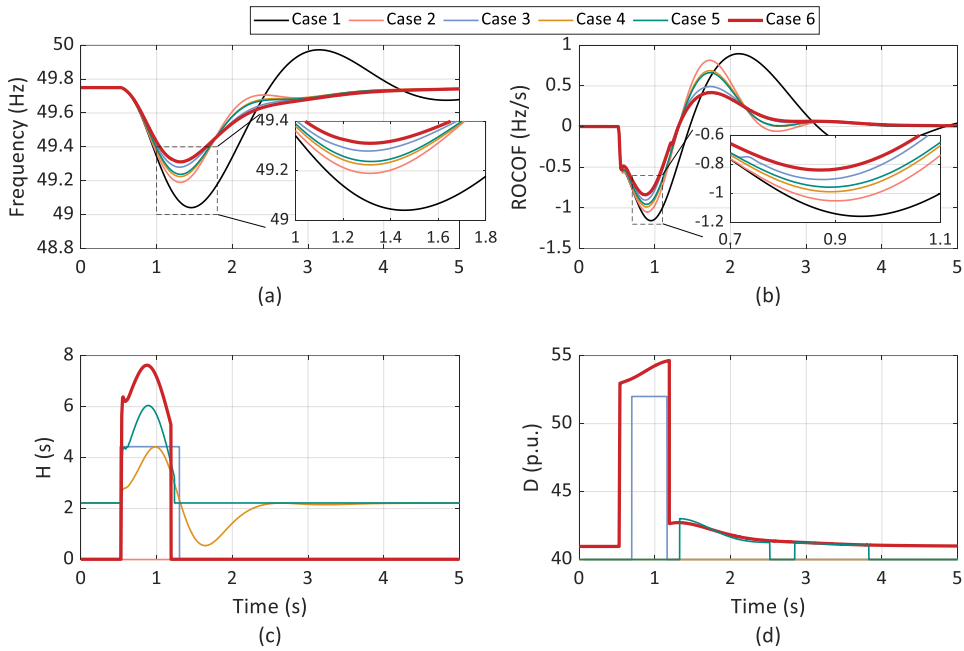 Case 1 Case 2 Case 3 Case 4 Case 5 Case 6
Frequency (Hz)
50
49.8
49.6
49.4
49.2
49
48.8
0 1 2 3 4 5
49.4
49.2
49
1 1.2 1.4 1.6 1.8
(a)
ROCOF (Hz/s)
1
0.5
0
-0.5
-1
-1.5
0 1 2 3 4 5
-0.6
-0.8
-1
-1.2
0.7 0.9 1.1
(b)
H (s)
8
6
4
2
0
0 1 2 3 4 5
Time (s)
(c)
D (p.u.)
55
50
45
40
0 1 2 3 4 5
Time (s)
(d)